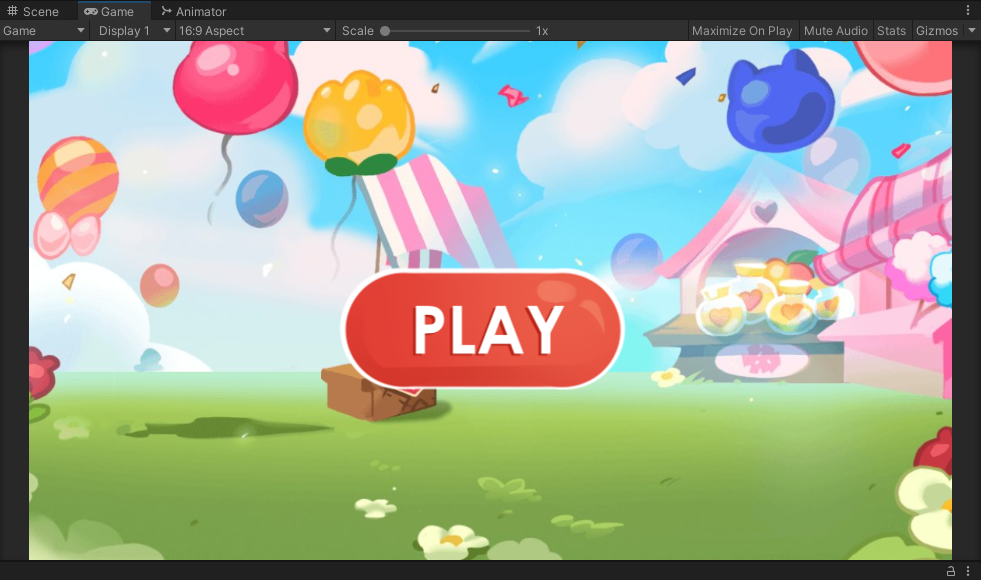 Scene Game Animator
Game Display 1 16:9 Aspect Scale 1x Maximize On Play Mute Audio Stats Gizmos
PLAY